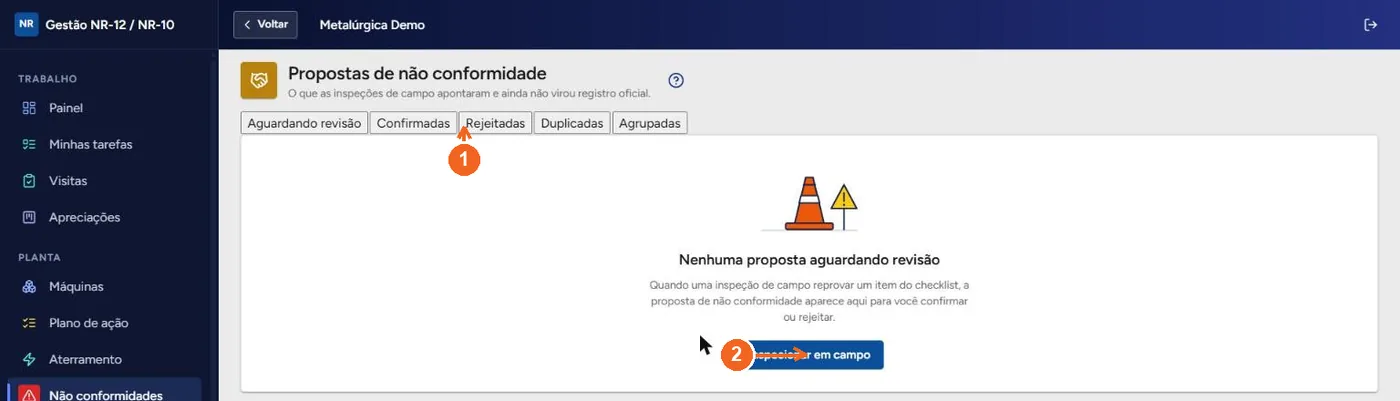 NR Gestão NR-12 / NR-10
Voltar
Metalúrgica Demo
TRABALHO
Painel
Minhas tarefas
Visitas
Apreciações
PLANTA
Máquinas
Plano de ação
Aterramento
Não conformidades
Propostas de não conformidade
O que as inspeções de campo apontaram e ainda não virou registro oficial.
Aguardando revisão
Confirmadas
Rejeitadas
Duplicadas
Agrupadas
1
Nenhuma proposta aguardando revisão
Quando uma inspeção de campo reprovar um item do checklist, a
proposta de não conformidade aparece aqui para você confirmar
ou rejeitar.
2
em campo